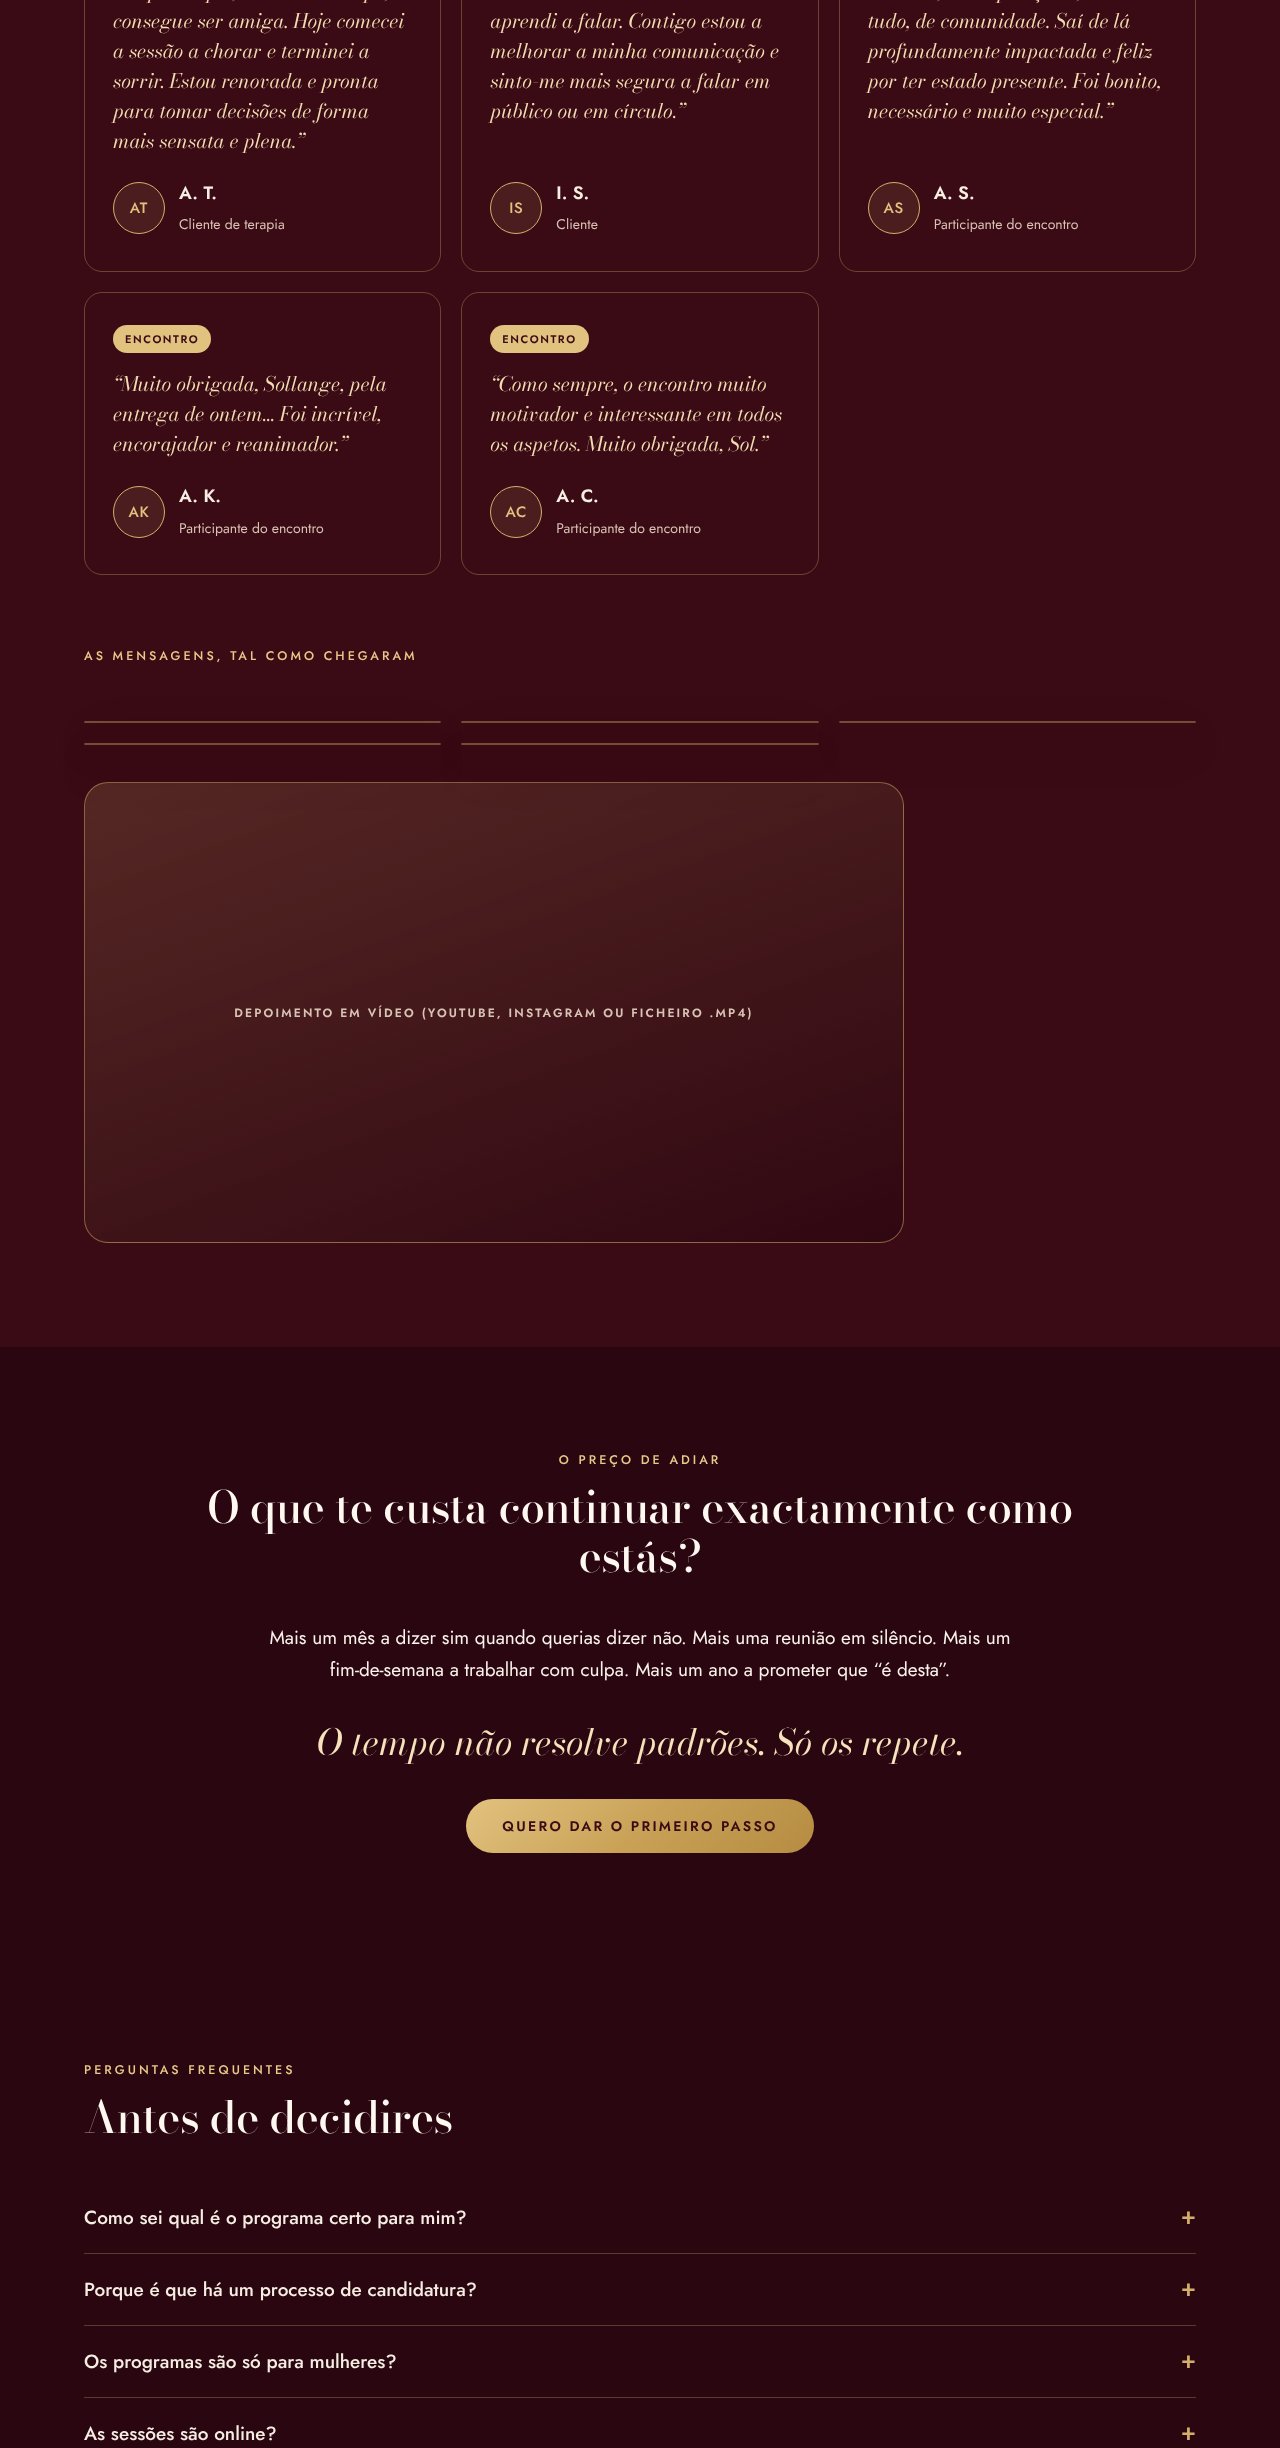 consegue ser amiga. Hoje comecei
a sessão a chorar e terminei a
sorrir. Estou renovada e pronta
para tomar decisões de forma
mais sensata e plena.”
AT
A. T.
Cliente de terapia
aprendi a falar. Contigo estou a
melhorar a minha comunicação e
sinto-me mais segura a falar em
público ou em círculo.”
IS
I. S.
Cliente
tudo, de comunidade. Saí de lá
profundamente impactada e feliz
por ter estado presente. Foi bonito,
necessário e muito especial.”
AS
A. S.
Participante do encontro
ENCONTRO
“Muito obrigada, Sollange, pela
entrega de ontem... Foi incrível,
encorajador e reanimador.”
AK
A. K.
Participante do encontro
ENCONTRO
“Como sempre, o encontro muito
motivador e interessante em todos
os aspetos. Muito obrigada, Sol.”
AC
A. C.
Participante do encontro
AS MENSAGENS, TAL COMO CHEGARAM
DEPOIMENTO EM VÍDEO (YOUTUBE, INSTAGRAM OU FICHEIRO .MP4)
O PREÇO DE ADIAR
O que te custa continuar exactamente como
estás?
Mais um mês a dizer sim quando querias dizer não. Mais uma reunião em silêncio. Mais um
fim-de-semana a trabalhar com culpa. Mais um ano a prometer que “é desta”.
O tempo não resolve padrões. Só os repete.
QUERO DAR O PRIMEIRO PASSO
PERGUNTAS FREQUENTES
Antes de decidires
Como sei qual é o programa certo para mim?
+
Porque é que há um processo de candidatura?
+
Os programas são só para mulheres?
+
As sessões são online?
+